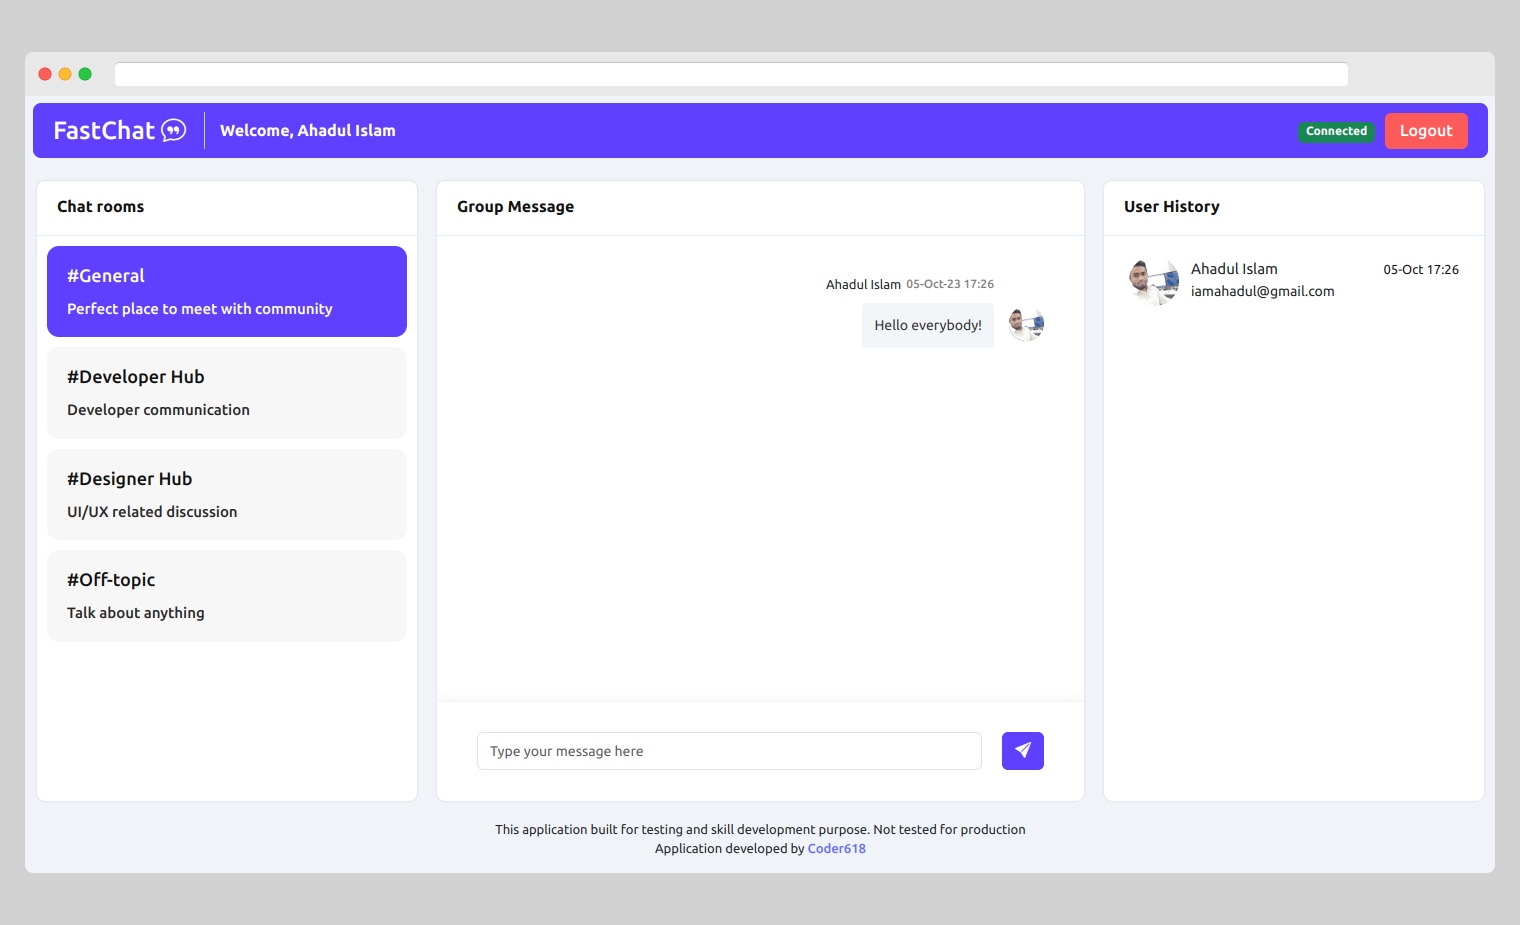 FastChat
Welcome, Ahadul Islam
Connected
Logout
Chat rooms
#General
Perfect place to meet with community
#Developer Hub
Developer communication
#Designer Hub
UI/UX related discussion
#Off-topic
Talk about anything
Group Message
Ahadul Islam 05-Oct-23 17:26
Hello everybody!
Type your message here
User History
Ahadul Islam 05-Oct 17:26
iamahadul@gmail.com
This application built for testing and skill development purpose. Not tested for production
Application developed by Coder618